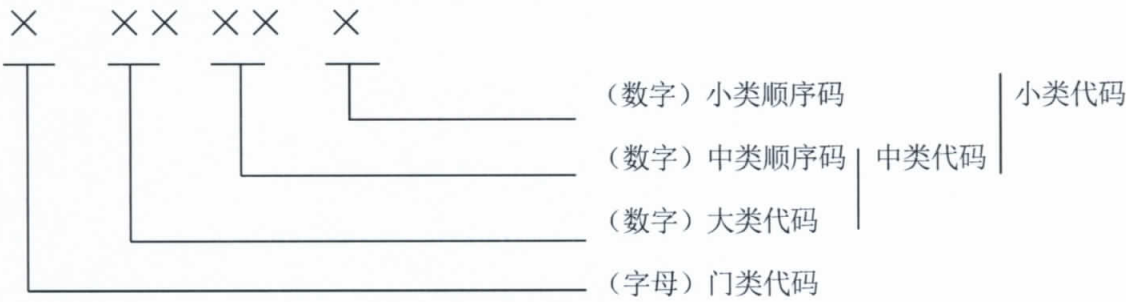 × ×× ×× ×
（数字）小类顺序码 小类代码
（数字）中类顺序码 中类代码
（数字）大类代码
（字母）门类代码